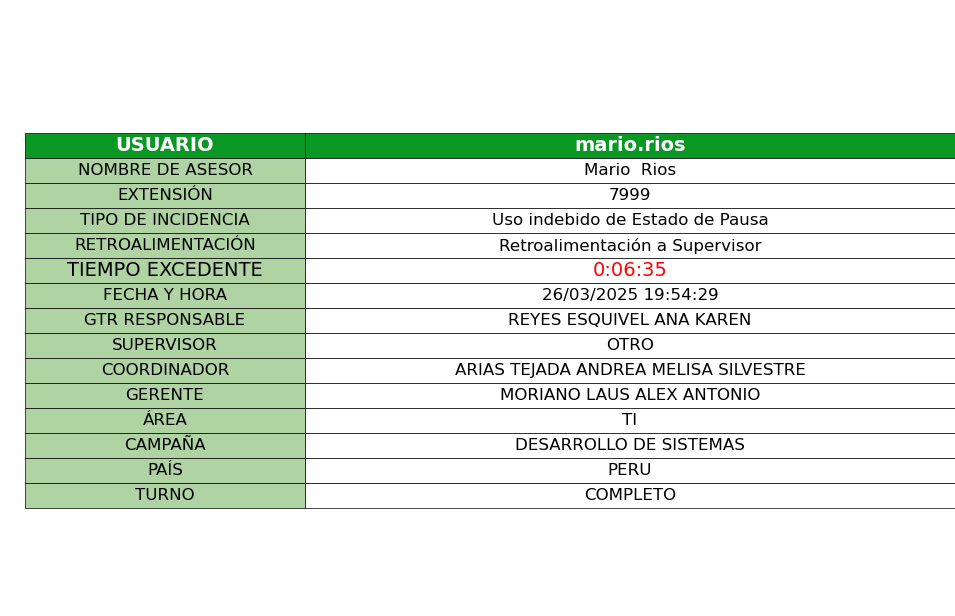 USUARIO mario.rios
NOMBRE DE ASESOR Mario  Rios
EXTENSIÓN 7999
TIPO DE INCIDENCIA Uso indebido de Estado de Pausa
RETROALIMENTACIÓN Retroalimentación a Supervisor
TIEMPO EXCEDENTE 0:06:35
FECHA Y HORA 26/03/2025 19:54:29
GTR RESPONSABLE REYES ESQUIVEL ANA KAREN
SUPERVISOR OTRO
COORDINADOR ARIAS TEJADA ANDREA MELISA SILVESTRE
GERENTE MORIANO LAUS ALEX ANTONIO
ÁREA TI
CAMPAÑA DESARROLLO DE SISTEMAS
PAÍS PERU
TURNO COMPLETO